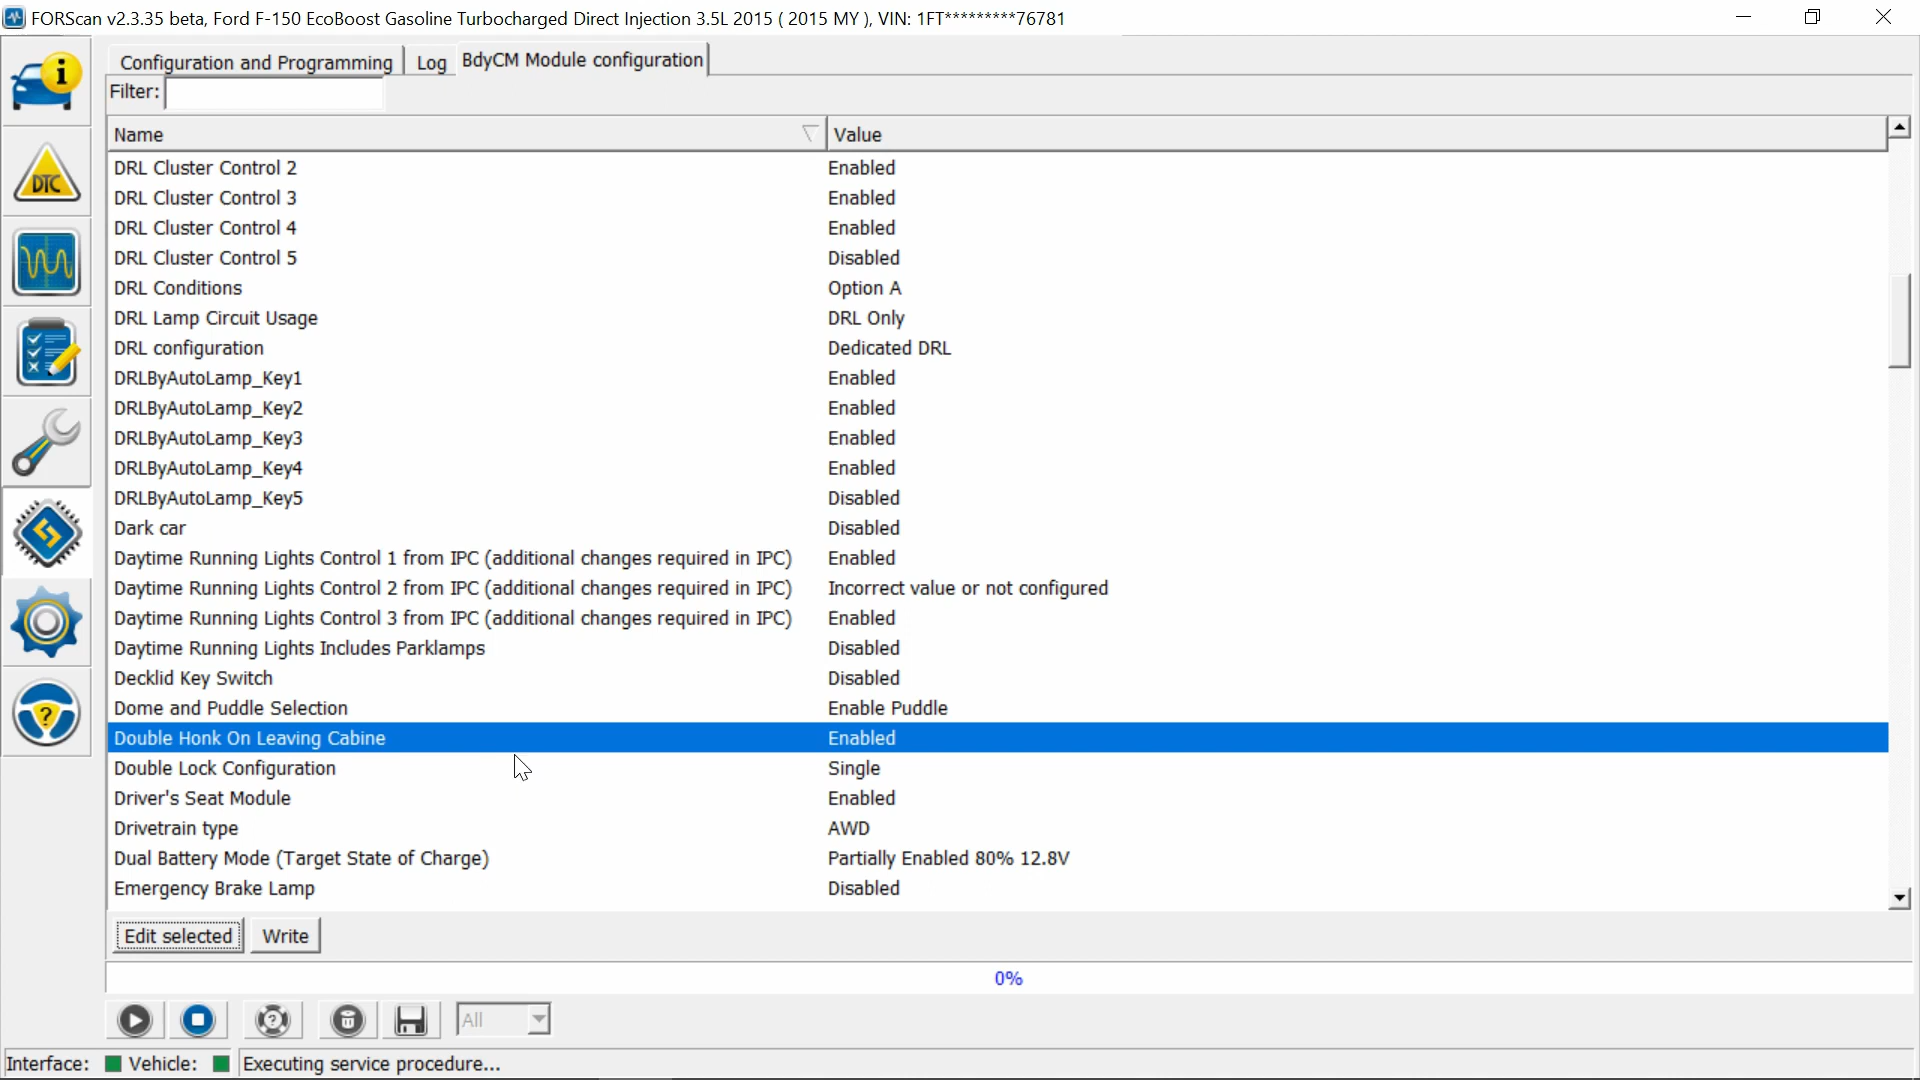 FORScan v2.3.35 beta, Ford F-150 EcoBoost Gasoline Turbocharged Direct Injection 3.5L 2015 ( 2015 MY ), VIN: 1FT*********76781
Configuration and Programming Log BdyCM Module configuration
Filter:
Name Value
DRL Cluster Control 2 Enabled
DRL Cluster Control 3 Enabled
DRL Cluster Control 4 Enabled
DRL Cluster Control 5 Disabled
DRL Conditions Option A
DRL Lamp Circuit Usage DRL Only
DRL configuration Dedicated DRL
DRLByAutoLamp_Key1 Enabled
DRLByAutoLamp_Key2 Enabled
DRLByAutoLamp_Key3 Enabled
DRLByAutoLamp_Key4 Enabled
DRLByAutoLamp_Key5 Disabled
Dark car Disabled
Daytime Running Lights Control 1 from IPC (additional changes required in IPC) Enabled
Daytime Running Lights Control 2 from IPC (additional changes required in IPC) Incorrect value or not configured
Daytime Running Lights Control 3 from IPC (additional changes required in IPC) Enabled
Daytime Running Lights Includes Parklamps Disabled
Decklid Key Switch Disabled
Dome and Puddle Selection Enable Puddle
Double Honk On Leaving Cabine Enabled
Double Lock Configuration Single
Driver's Seat Module Enabled
Drivetrain type AWD
Dual Battery Mode (Target State of Charge) Partially Enabled 80% 12.8V
Emergency Brake Lamp Disabled
Edit selected Write
0%
All
Interface: Vehicle: Executing service procedure...
i
DTC
?
?